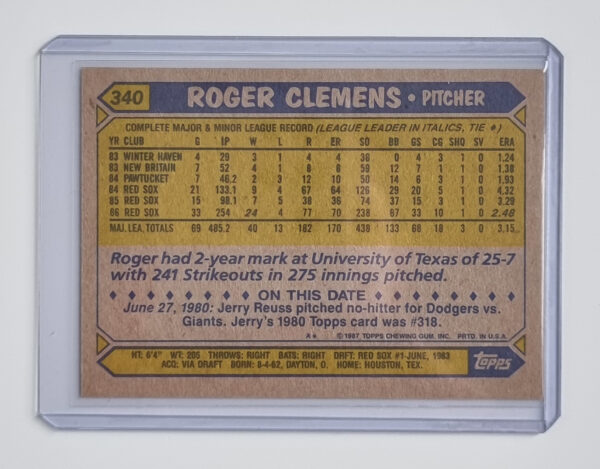 340 ROGER CLEMENS • PITCHER
COMPLETE MAJOR & MINOR LEAGUE RECORD (LEAGUE LEADER IN ITALICS, TIE ♦)
YR CLUB G IP W L R ER SO BB GS CG SHO SV ERA
83 WINTER HAVEN 4 29 3 1 4 4 36 0 4 3 1 0 1.24
83 NEW BRITAIN 7 52 4 1 8 8 59 12 7 1 1 0 1.38
84 PAWTUCKET 7 46.2 2 3 12 10 50 14 6 3 1 0 1.93
84 RED SOX 21 133.1 9 4 67 64 126 29 20 5 1 0 4.32
85 RED SOX 15 98.1 7 5 38 36 74 37 15 3 1 0 3.29
86 RED SOX 33 254 24 4 77 70 238 67 33 10 1 0 2.48
MAJ. LEA. TOTALS 69 485.2 40 13 182 170 438 133 68 18 3 0 3.15
Roger had 2-year mark at University of Texas of 25-7
with 241 Strikeouts in 275 innings pitched.
♦ ♦ ♦ ♦ ♦ ♦ ♦ ♦ ON THIS DATE ♦ ♦ ♦ ♦ ♦ ♦ ♦ ♦
June 27, 1980: Jerry Reuss pitched no-hitter for Dodgers vs.
Giants. Jerry's 1980 Topps card was #318.
A* © 1987 TOPPS CHEWING GUM, INC. PRTD. IN U.S.A.
HT: 6'4" WT: 205 THROWS: RIGHT BATS: RIGHT DRFT: RED SOX #1-JUNE, 1983
ACQ: VIA DRAFT BORN: 8-4-62, DAYTON, O. HOME: HOUSTON, TEX.
topps